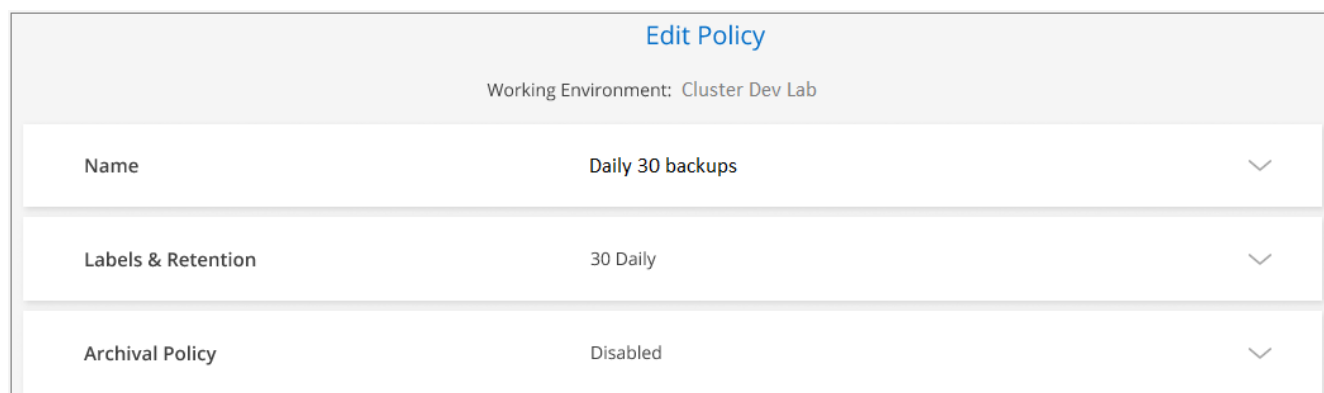 Edit Policy
Working Environment: Cluster Dev Lab
Name Daily 30 backups
Labels & Retention 30 Daily
Archival Policy Disabled